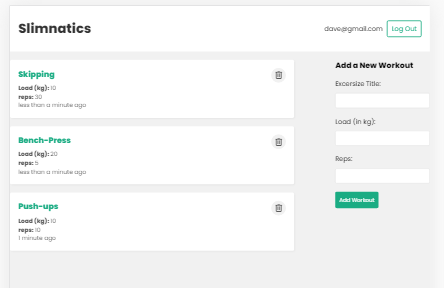 Slimnatics
dave@gmail.com
Log Out
Skipping
Load (kg): 10
reps: 30
less than a minute ago
Bench-Press
Load (kg): 20
reps: 5
less than a minute ago
Push-ups
Load (kg): 10
reps: 10
1 minute ago
Add a New Workout
Excersize Title:
Load (in kg):
Reps:
Add Workout